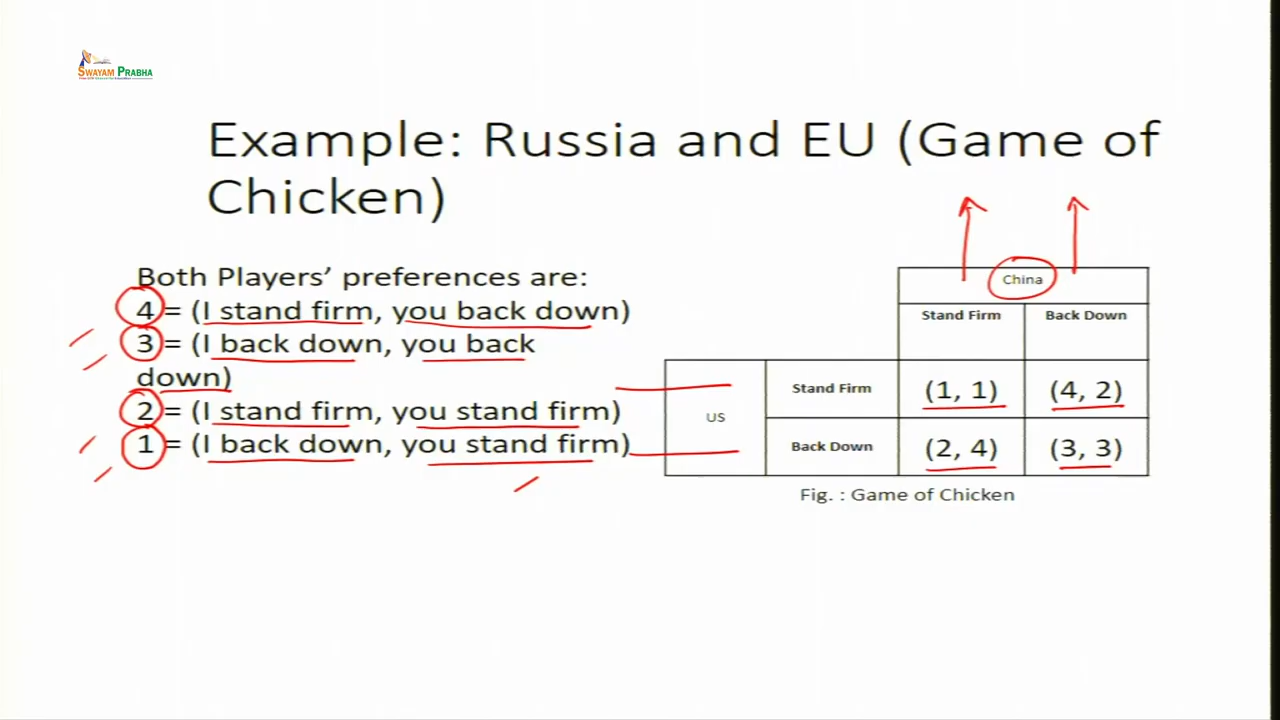 SWAYAM PRABHA
Example: Russia and EU (Game of
Chicken)
Both Players’ preferences are:
4 = (I stand firm, you back down)
3 = (I back down, you back
down)
2 = (I stand firm, you stand firm)
1 = (I back down, you stand firm)
China
Stand Firm Back Down
US
Stand Firm (1, 1) (4, 2)
Back Down (2, 4) (3, 3)
Fig. : Game of Chicken